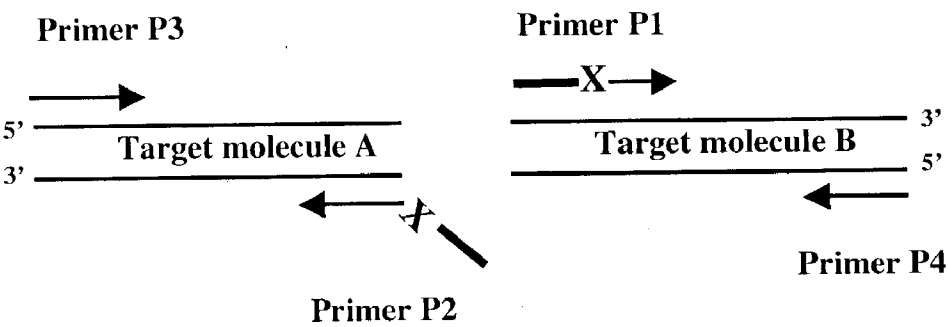 Primer P3
Primer P1
X
5’
3’
Target molecule A
Target molecule B
3’
5’
X
Primer P4
Primer P2